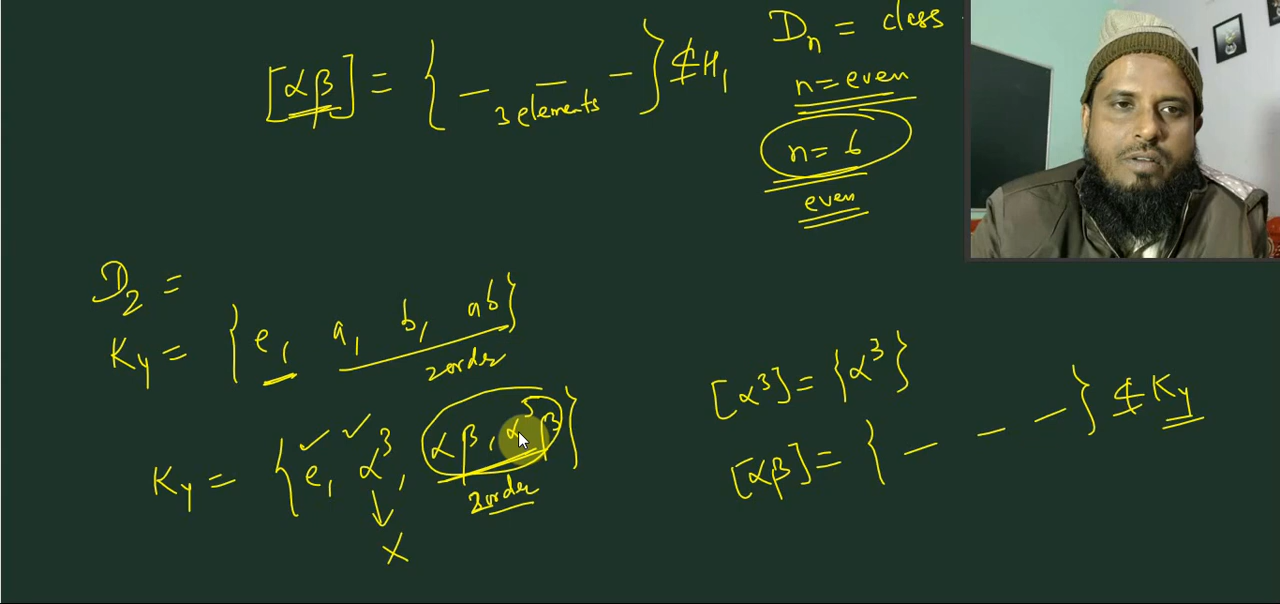 [αβ] = { _ _ _ } ⊄ H₁
3 elements
Dₙ = class
n = even
n = 6
even
D₂ =
K₄ = { e, a, b, ab }
2 order
K₄ = { e, α³, αβ, α⁵β }
2 order
X
[α³] = { α³ }
[αβ] = { _ _ _ } ⊄ K₄